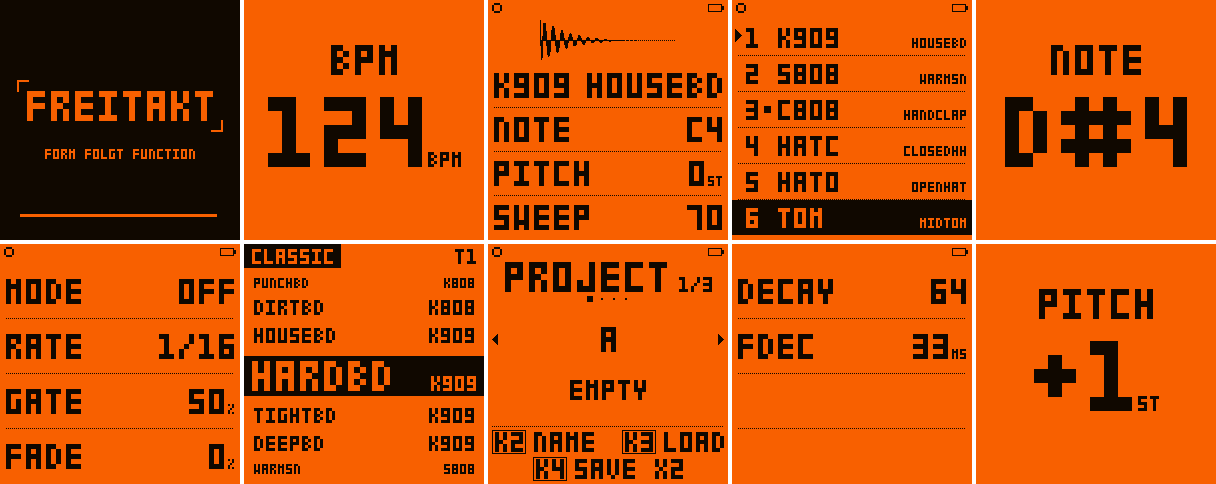 FREITAKT
FORM FOLGT FUNCTION
BPM
124 BPM
K909 HOUSEBD
NOTE C4
PITCH 0 ST
SWEEP 70
1 K909 HOUSEBD
2 S808 WARMSN
3 C808 HANDCLAP
4 HATC CLOSEDHH
5 HATO OPENHAT
6 TOM MIDTOM
NOTE
D#4
MODE OFF
RATE 1/16
GATE 50%
FADE 0%
CLASSIC T1
PUNCHBD K808
DIRTBD K808
HOUSEBD K909
HARDBD K909
TIGHTBD K909
DEEPBD K909
WARMSN S808
PROJECT 1/3
A
EMPTY
K2 NAME K3 LOAD
K4 SAVE X2
DECAY 64
FDEC 33 MS
PITCH
+1 ST